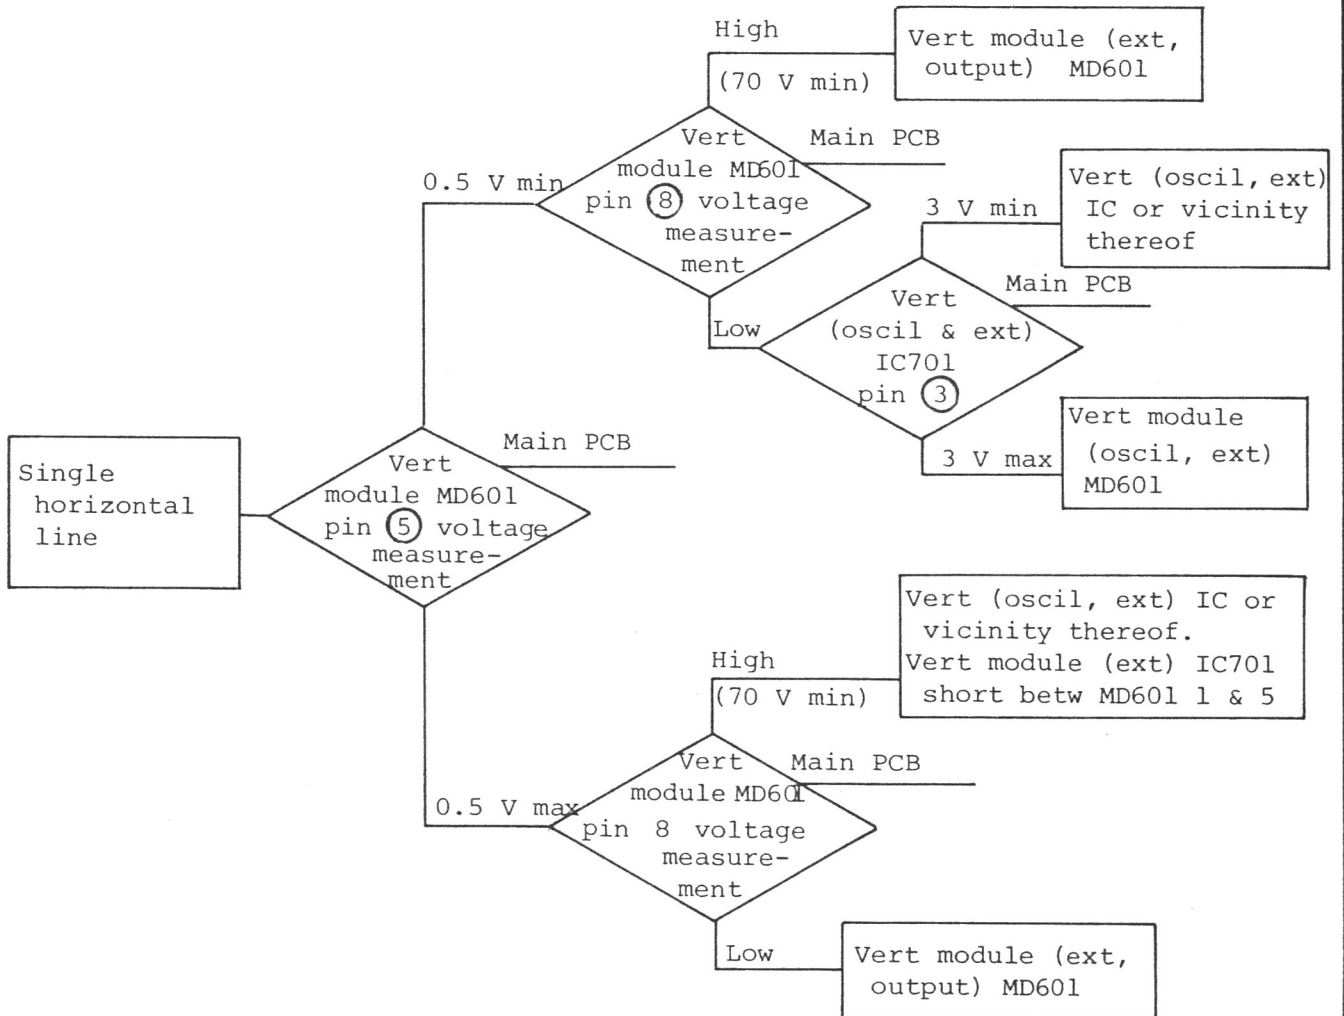 High
(70 V min)
Vert module (ext,
output) MD601
Vert
module MD601
pin 8 voltage
measure-
ment
Main PCB
0.5 V min
3 V min
Vert (oscil, ext)
IC or vicinity
thereof
Low
Vert
(oscil & ext)
IC701
pin 3
Main PCB
3 V max
Vert module
(oscil, ext)
MD601
Single
horizontal
line
Vert
module MD601
pin 5 voltage
measure-
ment
Main PCB
0.5 V max
High
(70 V min)
Vert (oscil, ext) IC or
vicinity thereof.
Vert module (ext) IC701
short betw MD601 1 & 5
Vert
module MD601
pin 8 voltage
measure-
ment
Main PCB
Low
Vert module (ext,
output) MD601